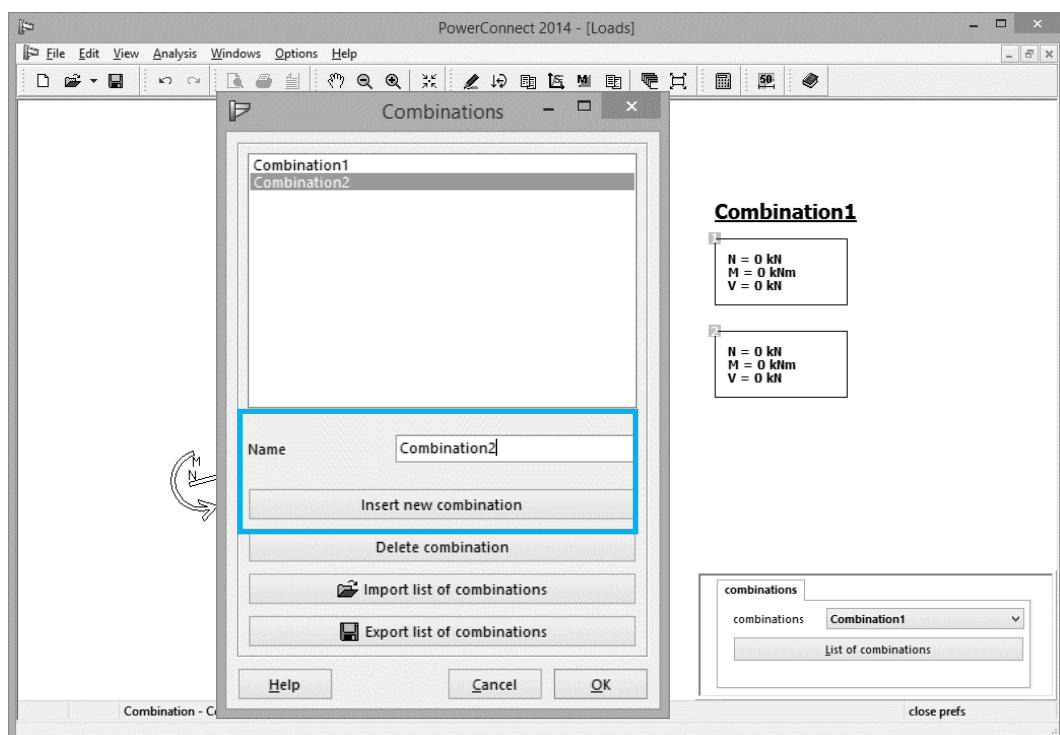 PowerConnect 2014 - [Loads]
File Edit View Analysis Windows Options Help
Combinations
Combination1
Combination2
Name Combination2
Insert new combination
Delete combination
Import list of combinations
Export list of combinations
Help Cancel OK
M
N
Combination1
1
N = 0 kN
M = 0 kNm
V = 0 kN
2
N = 0 kN
M = 0 kNm
V = 0 kN
combinations
combinations Combination1
List of combinations
Combination - C
close prefs